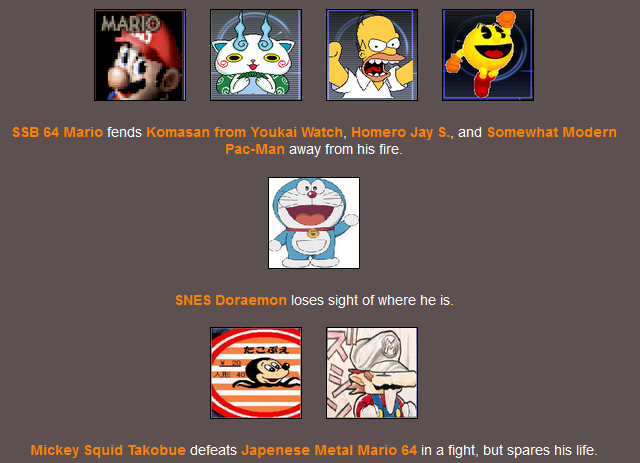 MARIO
SSB 64 Mario fends Komasan from Youkai Watch, Homero Jay S., and Somewhat Modern
Pac-Man away from his fire.
SNES Doraemon loses sight of where he is.
たこぷえ
¥ 20
人形 40
Mickey Squid Takobue defeats Japenese Metal Mario 64 in a fight, but spares his life.